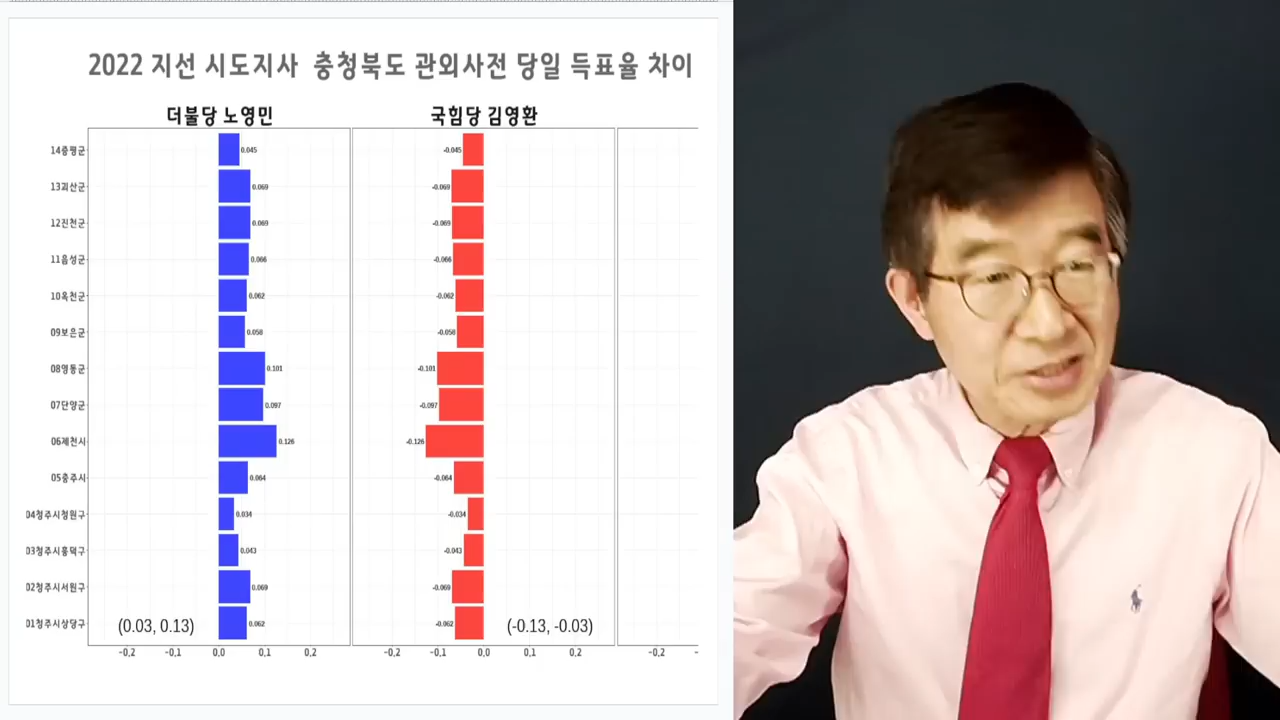 2022 지선 시도지사 충청북도 관외사전 당일 득표율 차이
더불당 노영민 국힘당 김영환
14증평군 0.045 -0.045
13괴산군 0.069 -0.069
12진천군 0.069 -0.069
11음성군 0.066 -0.066
10옥천군 0.062 -0.062
09보은군 0.058 -0.058
08영동군 0.101 -0.101
07단양군 0.097 -0.097
06제천시 0.126 -0.126
05충주시 0.064 -0.064
04청주시청원구 0.034 -0.034
03청주시흥덕구 0.043 -0.043
02청주시서원구 0.069 -0.069
01청주시상당구 0.062 -0.062
(0.03, 0.13) (-0.13, -0.03)
-0,2 -0,1 0,0 0,1 0,2 -0,2 -0,1 0,0 0,1 0,2 -0,2